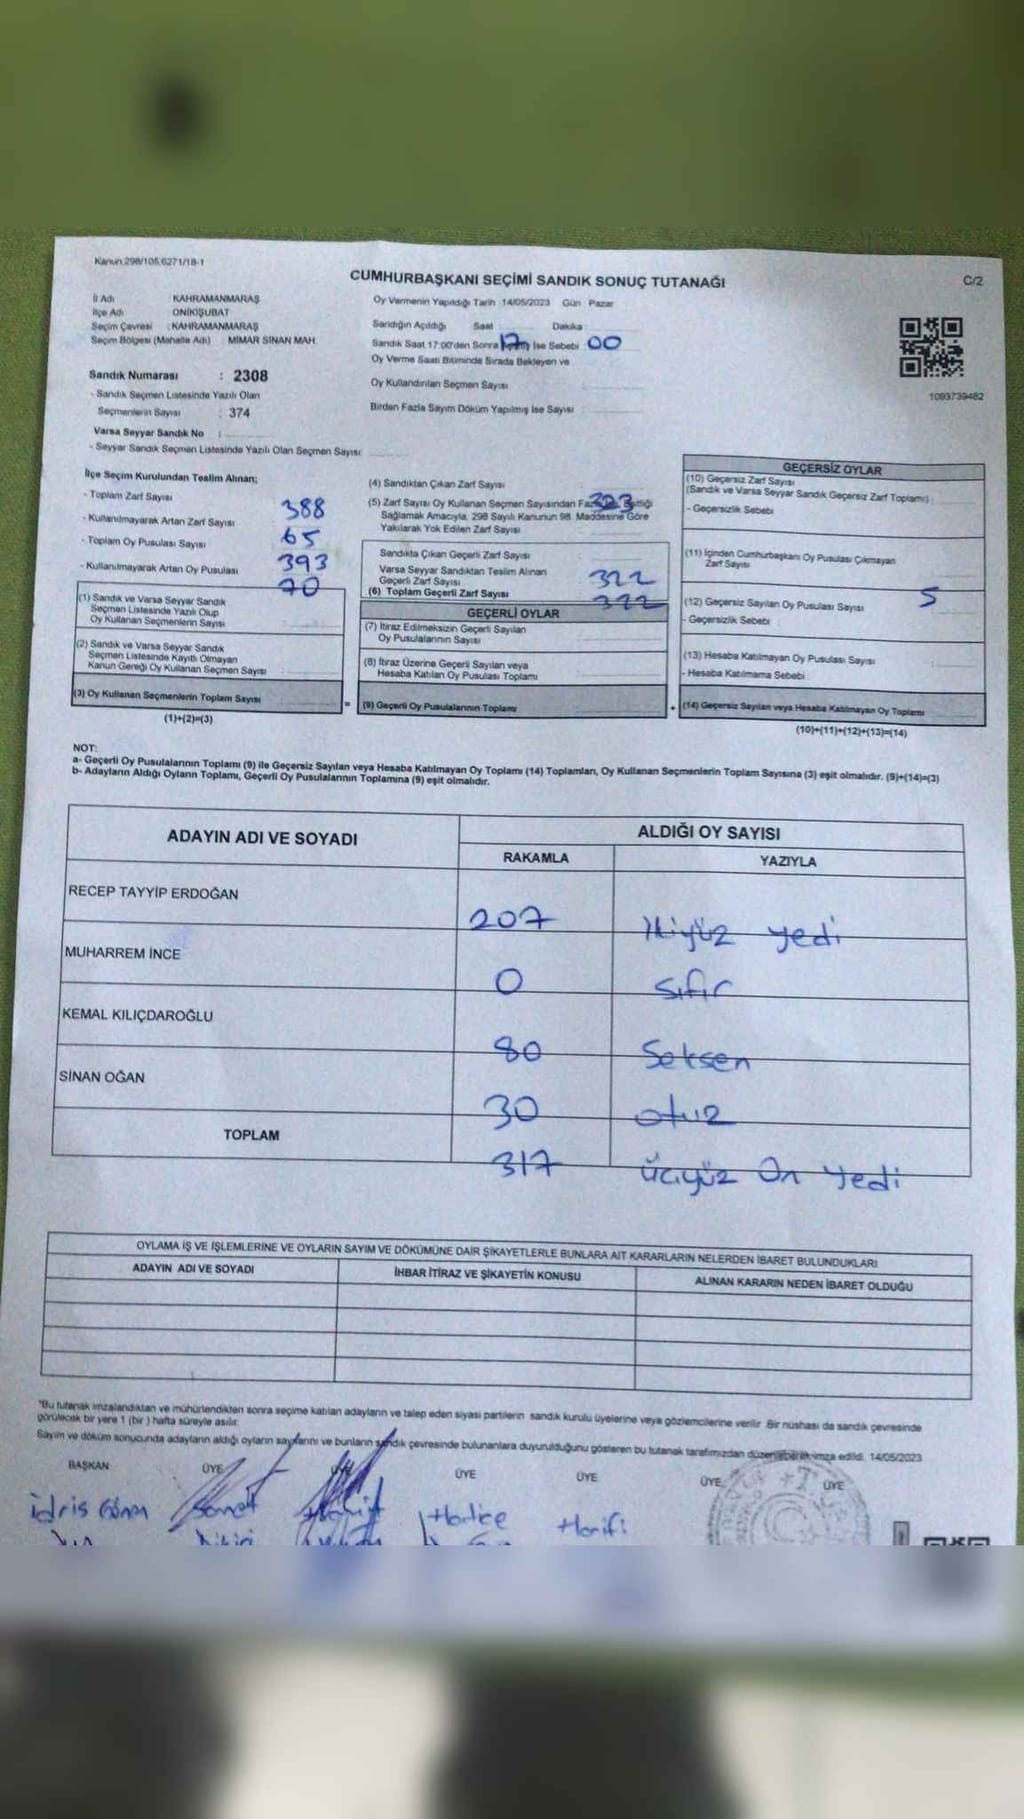 Kanun:298/105,6271/18-1
CUMHURBAŞKANI SEÇİMİ SANDIK SONUÇ TUTANAĞI
C/2
İl Adı KAHRAMANMARAŞ
İlçe Adı ONİKİŞUBAT
Seçim Çevresi : KAHRAMANMARAŞ
Seçim Bölgesi (Mahalle Adı) MİMAR SİNAN MAH.
Oy Vermenin Yapıldığı Tarih 14/05/2023 Gün Pazar
Sandığın Açıldığı Saat Dakika
Sandık Saat 17:00'den Sonra 17 İse Sebebi : 00
Oy Verme Saati Bitiminde Sırada Bekleyen ve
Oy Kullandırılan Seçmen Sayısı
Birden Fazla Sayım Döküm Yapılmış İse Sayısı
1093739482
Sandık Numarası : 2308
- Sandık Seçmen Listesinde Yazılı Olan
Seçmenlerin Sayısı : 374
Varsa Seyyar Sandık No :
- Seyyar Sandık Seçmen Listesinde Yazılı Olan Seçmen Sayısı
İlçe Seçim Kurulundan Teslim Alınan;
- Toplam Zarf Sayısı 388
- Kullanılmayarak Artan Zarf Sayısı 65
- Toplam Oy Pusulası Sayısı 393
- Kullanılmayarak Artan Oy Pusulası 70
(1) Sandık ve Varsa Seyyar Sandık
Seçmen Listesinde Yazılı Olup
Oy Kullanan Seçmenlerin Sayısı
(2) Sandık ve Varsa Seyyar Sandık
Seçmen Listesinde Kayıtlı Olmayan
Kanun Gereği Oy Kullanan Seçmen Sayısı
(3) Oy Kullanan Seçmenlerin Toplam Sayısı
(1)+(2)=(3)
=
(4) Sandıktan Çıkan Zarf Sayısı 323
(5) Zarf Sayısı Oy Kullanan Seçmen Sayısından
Sağlamak Amacıyla, 298 Sayılı Kanunun 98. Maddesine Göre
Yakılarak Yok Edilen Zarf Sayısı
Sandıkta Çıkan Geçerli Zarf Sayısı
Varsa Seyyar Sandıktan Teslim Alınan
Geçerli Zarf Sayısı 322
(6) Toplam Geçerli Zarf Sayısı 322
GEÇERLİ OYLAR
(7) İtiraz Edilmeksizin Geçerli Sayılan
Oy Pusulalarının Sayısı
(8) İtiraz Üzerine Geçerli Sayılan veya
Hesaba Katılan Oy Pusulası Toplamı
(9) Geçerli Oy Pusulalarının Toplamı
+
GEÇERSİZ OYLAR
(10) Geçersiz Zarf Sayısı
(Sandık ve Varsa Seyyar Sandık Geçersiz Zarf Toplamı)
- Geçersizlik Sebebi
(11) İçinden Cumhurbaşkanı Oy Pusulası Çıkmayan
Zarf Sayısı
(12) Geçersiz Sayılan Oy Pusulası Sayısı 5
- Geçersizlik Sebebi
(13) Hesaba Katılmayan Oy Pusulası Sayısı
- Hesaba Katılmama Sebebi
(14) Geçersiz Sayılan veya Hesaba Katılmayan Oy Toplamı
(10)+(11)+(12)+(13)=(14)
NOT:
a- Geçerli Oy Pusulalarının Toplamı (9) ile Geçersiz Sayılan veya Hesaba Katılmayan Oy Toplamı (14) Toplamları, Oy Kullanan Seçmenlerin Toplam Sayısına (3) eşit olmalıdır. (9)+(14)=(3)
b- Adayların Aldığı Oyların Toplamı, Geçerli Oy Pusulalarının Toplamına (9) eşit olmalıdır.
ADAYIN ADI VE SOYADI
ALDIĞI OY SAYISI
RAKAMLA YAZIYLA
RECEP TAYYİP ERDOĞAN 207 İkiyüz yedi
MUHARREM İNCE 0 sıfır
KEMAL KILIÇDAROĞLU 80 Seksen
SİNAN OĞAN 30 otuz
TOPLAM 317 Üçyüz On Yedi
OYLAMA İŞ VE İŞLEMLERİNE VE OYLARIN SAYIM VE DÖKÜMÜNE DAİR ŞİKAYETLERLE BUNLARA AİT KARARLARIN NELERDEN İBARET BULUNDUKLARI
ADAYIN ADI VE SOYADI İHBAR İTİRAZ VE ŞİKAYETİN KONUSU ALINAN KARARIN NEDEN İBARET OLDUĞU
*Bu tutanak imzalandıktan ve mühürlendikten sonra seçime katılan adayların ve talep eden siyasi partilerin sandık kurulu üyelerine veya gözlemcilerine verilir. Bir nüshası da sandık çevresinde
görülecek bir yere 1 (bir) hafta süreyle asılır.
Sayım ve döküm sonucunda adayların aldığı oyların sayılarını ve bunların sandık çevresinde bulunanlara duyurulduğunu gösteren bu tutanak tarafımızdan düzenlenerek imza edildi. 14/05/2023
BAŞKAN ÜYE ÜYE ÜYE ÜYE ÜYE ÜYE
idris Hatice